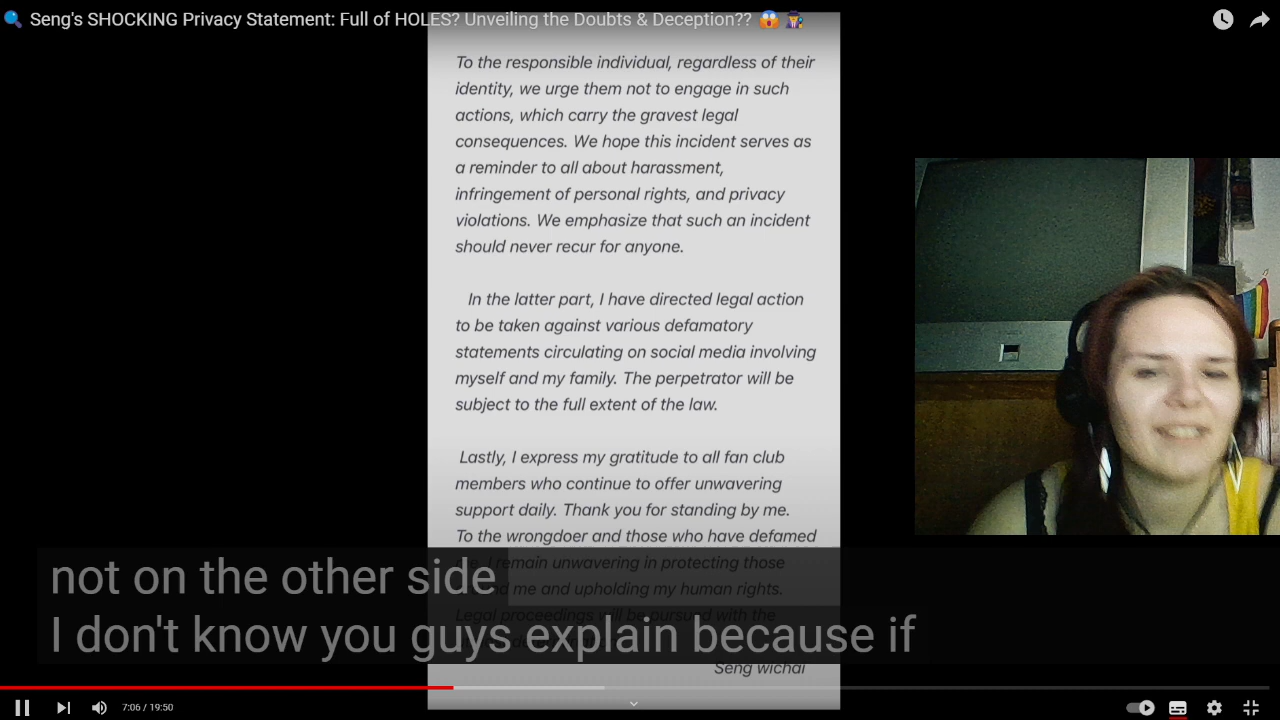 Seng's SHOCKING Privacy Statement: Full of HOLES? Unveiling the Doubts & Deception??
To the responsible individual, regardless of their
identity, we urge them not to engage in such
actions, which carry the gravest legal
consequences. We hope this incident serves as
a reminder to all about harassment,
infringement of personal rights, and privacy
violations. We emphasize that such an incident
should never recur for anyone.
In the latter part, I have directed legal action
to be taken against various defamatory
statements circulating on social media involving
myself and my family. The perpetrator will be
subject to the full extent of the law.
Lastly, I express my gratitude to all fan club
members who continue to offer unwavering
support daily. Thank you for standing by me.
To the wrongdoer and those who have defamed
I remain unwavering in protecting those
me and upholding my human rights.
Legal proceedings will be pursued with the
Seng wichai
not on the other side
I don't know you guys explain because if
7:06 / 19:50